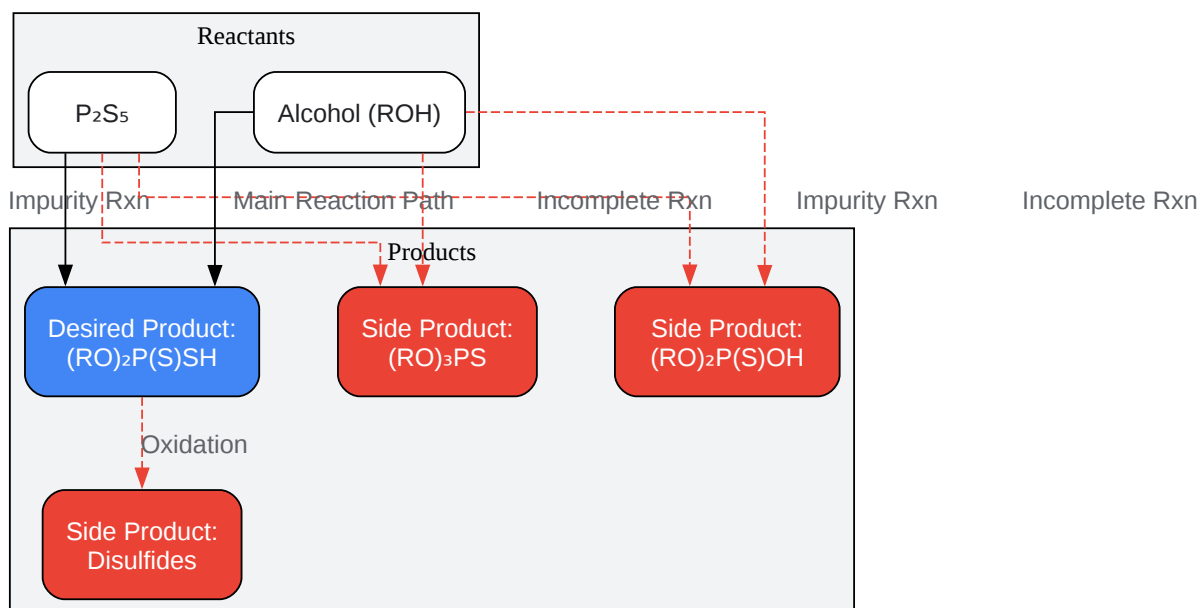 Reactants
P₂S₅
Alcohol (ROH)
Impurity Rxn
Main Reaction Path
Incomplete Rxn
Impurity Rxn
Incomplete Rxn
Products
Desired Product:
(RO)₂P(S)SH
Side Product:
(RO)₃PS
Side Product:
(RO)₂P(S)OH
Oxidation
Side Product:
Disulfides